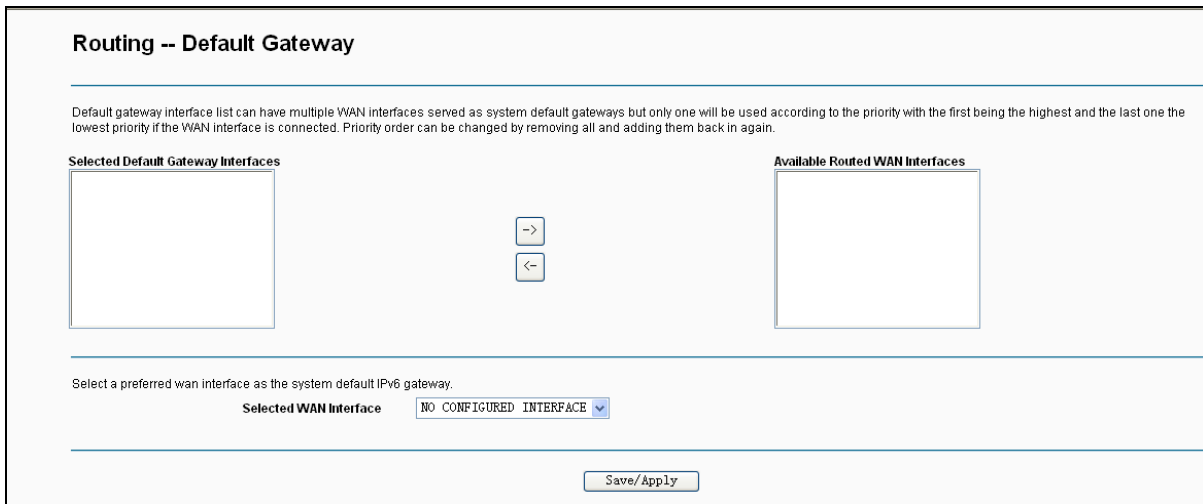 Routing -- Default Gateway
Default gateway interface list can have multiple WAN interfaces served as system default gateways but only one will be used according to the priority with the first being the highest and the last one the
lowest priority if the WAN interface is connected. Priority order can be changed by removing all and adding them back in again.
Selected Default Gateway Interfaces
Available Routed WAN Interfaces
->
<-
Select a preferred wan interface as the system default IPv6 gateway.
Selected WAN Interface NO CONFIGURED INTERFACE
Save/Apply